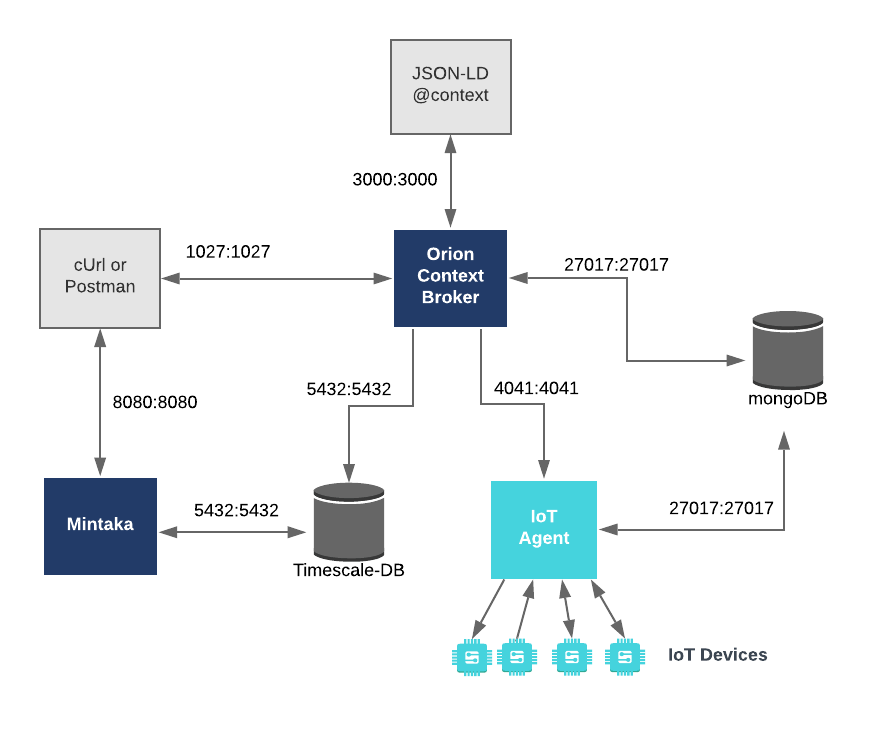 JSON-LD
@context
3000:3000
cUrl or
Postman
1027:1027
Orion
Context
Broker
27017:27017
mongoDB
8080:8080
5432:5432
4041:4041
Mintaka
5432:5432
Timescale-DB
IoT
Agent
27017:27017
IoT Devices